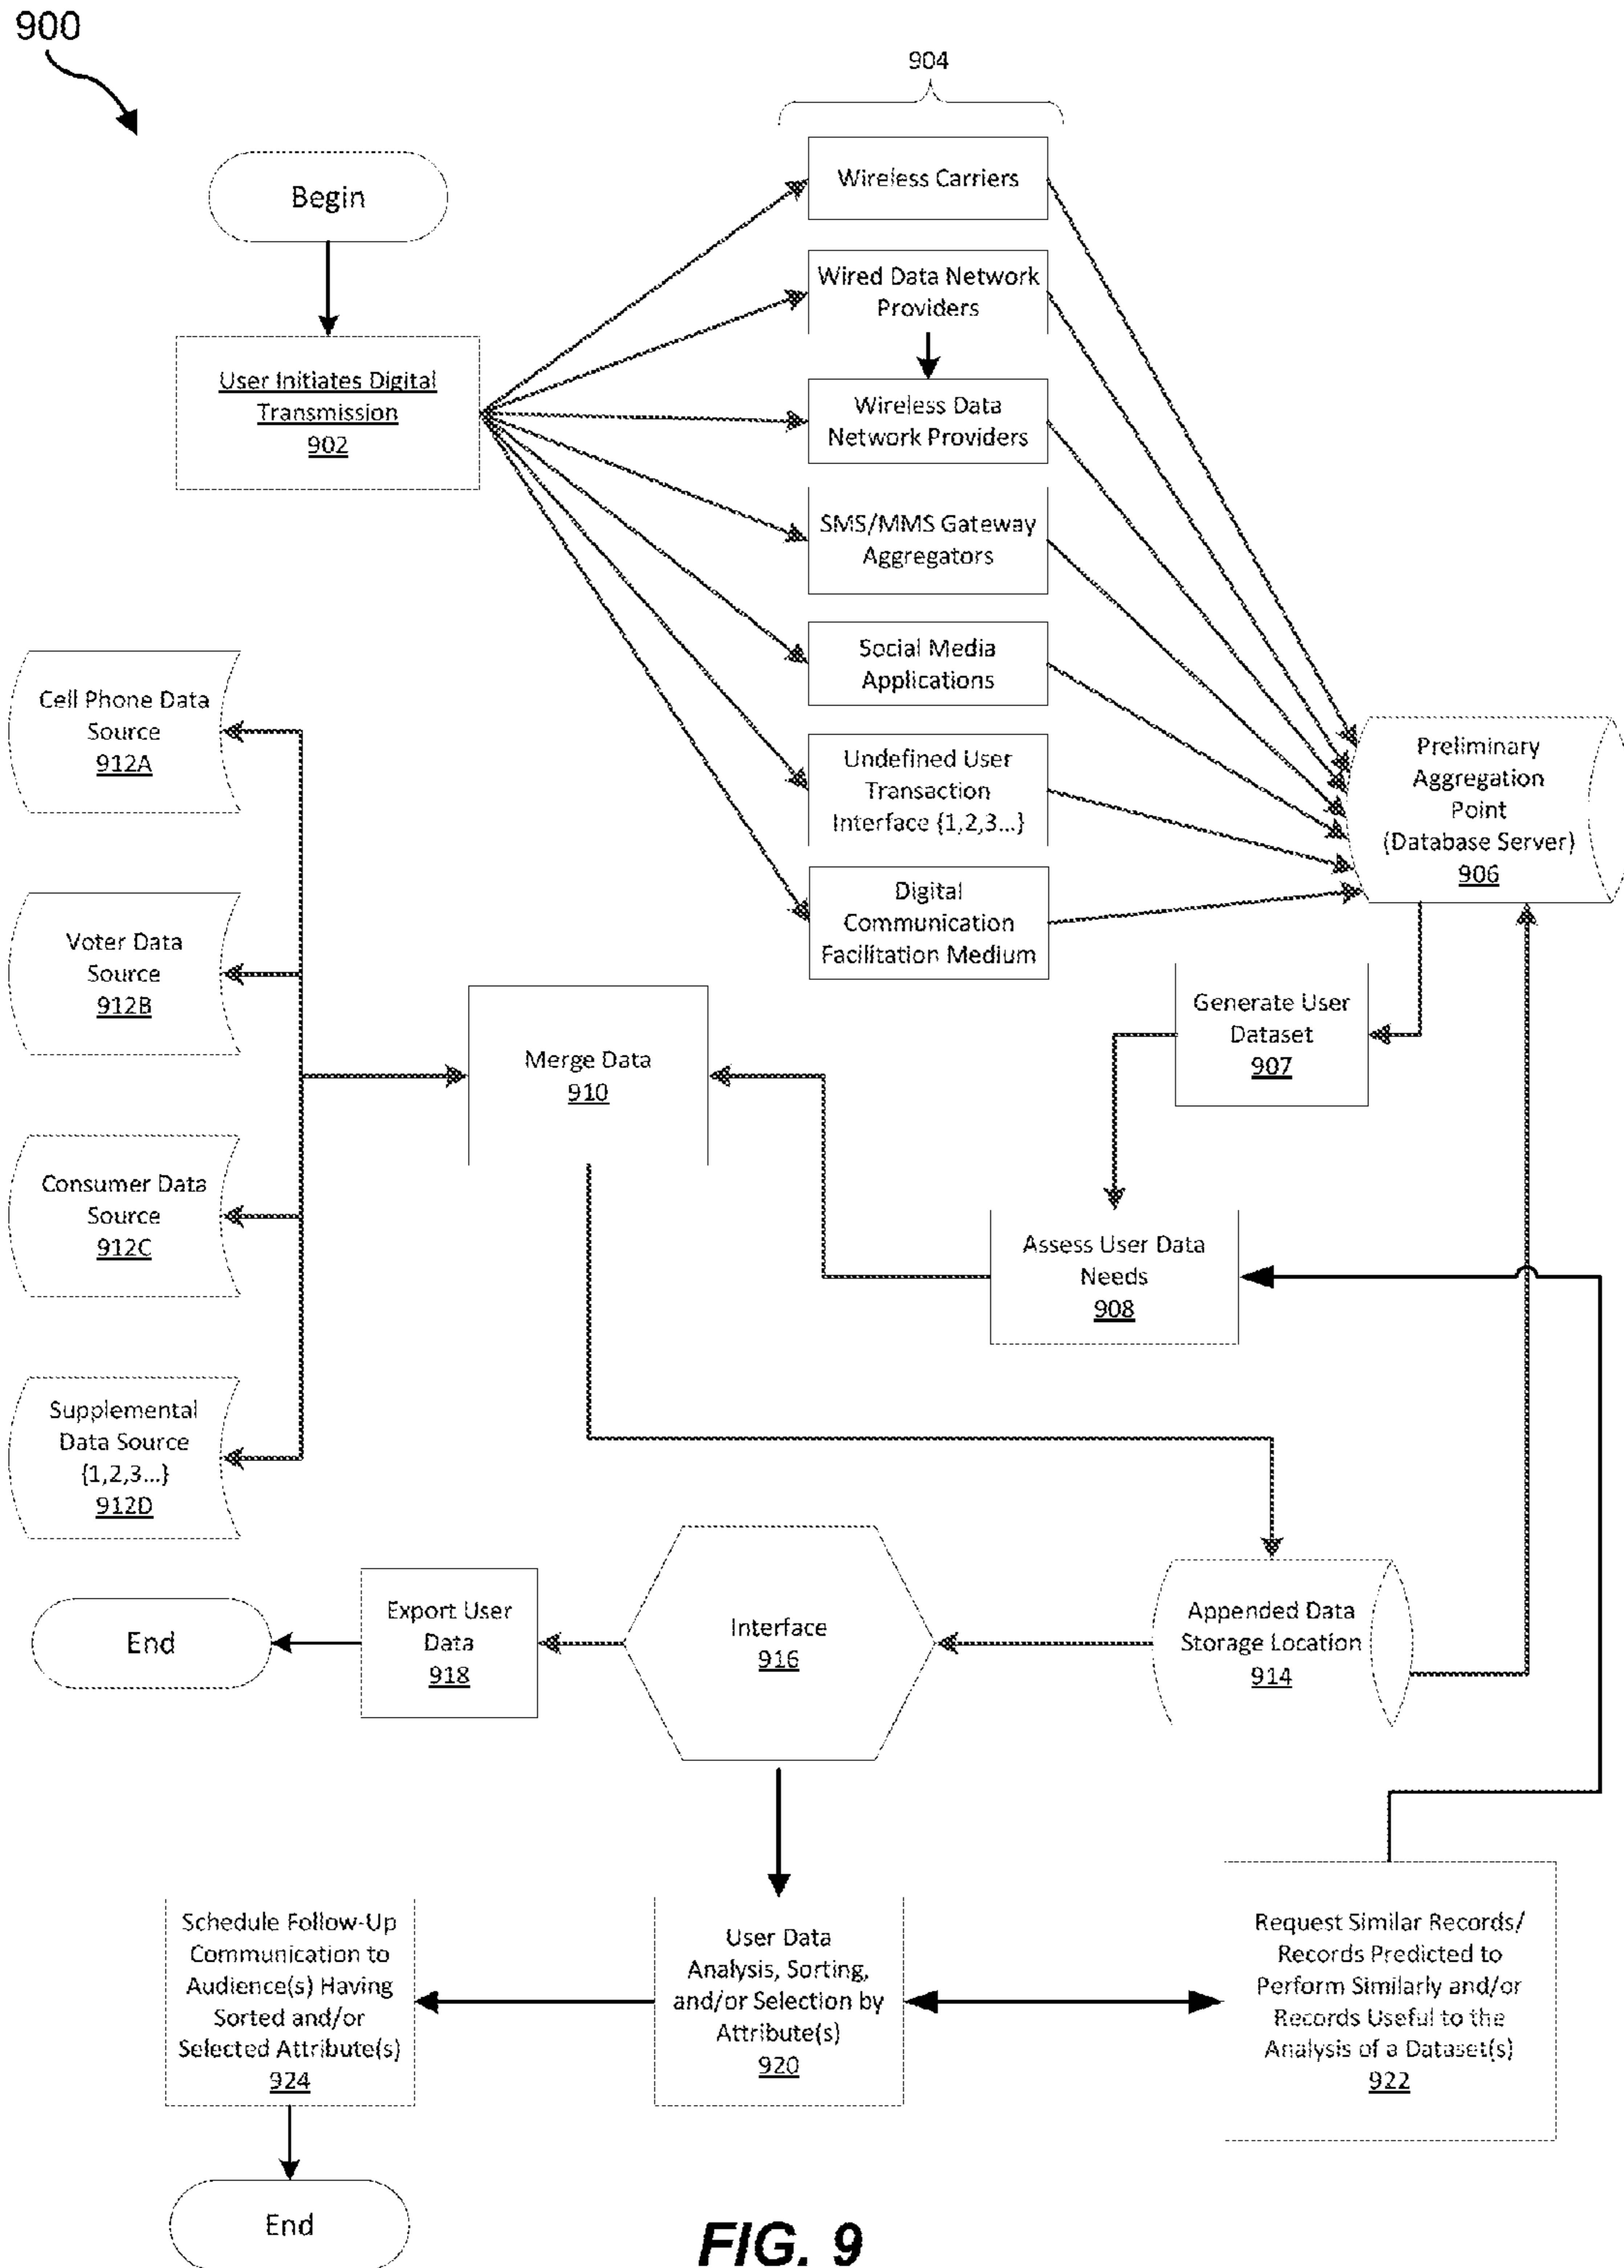 900
904
Begin
User Initiates Digital
Transmission
902
Wireless Carriers
Wired Data Network
Providers
Wireless Data
Network Providers
SMS/MMS Gateway
Aggregators
Social Media
Applications
Undefined User
Transaction
Interface {1,2,3...}
Digital
Communication
Facilitation Medium
Preliminary
Aggregation
Point
(Database Server)
906
Cell Phone Data
Source
912A
Voter Data
Source
912B
Consumer Data
Source
912C
Supplemental
Data Source
{1,2,3...}
912D
Merge Data
910
Generate User
Dataset
907
Assess User Data
Needs
908
End
Export User
Data
918
Interface
916
Appended Data
Storage Location
914
Schedule Follow-Up
Communication to
Audience(s) Having
Sorted and/or
Selected Attribute(s)
924
User Data
Analysis, Sorting,
and/or Selection by
Attribute(s)
920
Request Similar Records/
Records Predicted to
Perform Similarly and/or
Records Useful to the
Analysis of a Dataset(s)
922
End
FIG. 9